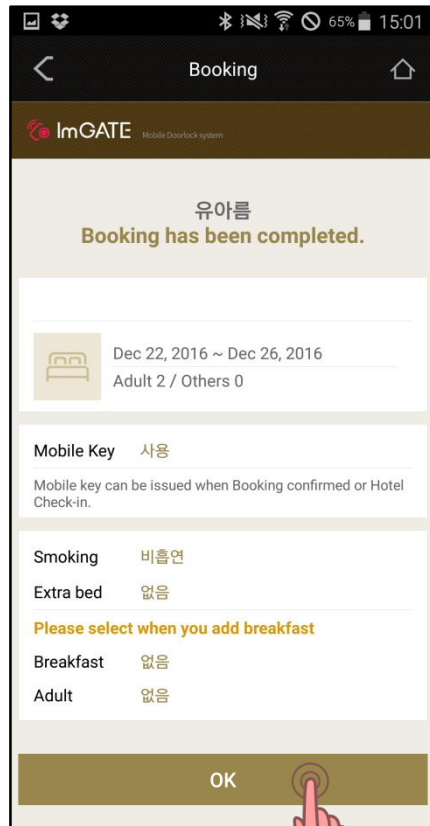 65% 15:01
Booking
ImGATE Mobile Doorlock system
유아름
Booking has been completed.
Dec 22, 2016 ~ Dec 26, 2016
Adult 2 / Others 0
Mobile Key 사용
Mobile key can be issued when Booking confirmed or Hotel
Check-in.
Smoking 비흡연
Extra bed 없음
Please select when you add breakfast
Breakfast 없음
Adult 없음
OK